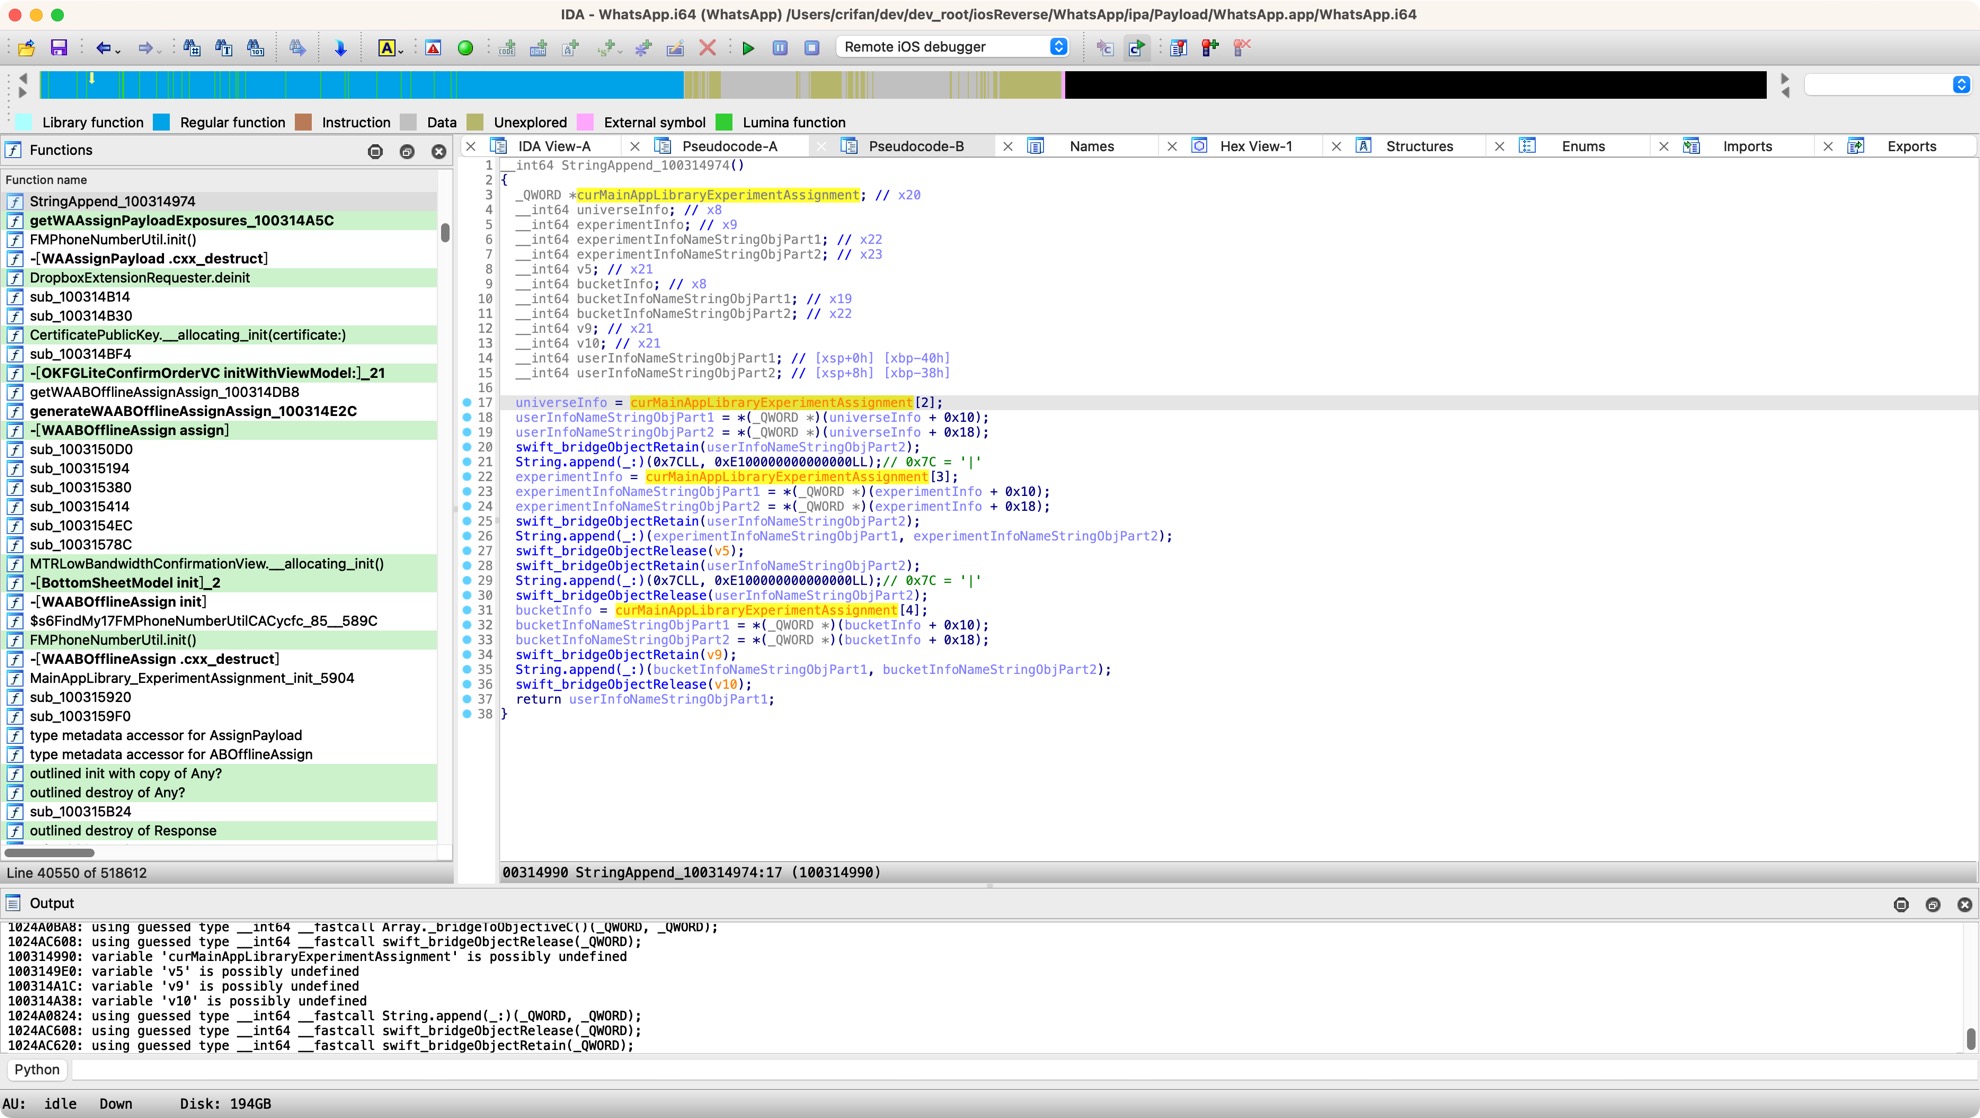 IDA - WhatsApp.i64 (WhatsApp) /Users/crifan/dev/dev_root/iosReverse/WhatsApp/ipa/Payload/WhatsApp.app/WhatsApp.i64
Remote iOS debugger
Library function Regular function Instruction Data Unexplored External symbol Lumina function
Functions
IDA View-A Pseudocode-A Pseudocode-B Names Hex View-1 Structures Enums Imports Exports
Function name
StringAppend_100314974
getWAAssignPayloadExposures_100314A5C
FMPhoneNumberUtil.init()
-[WAAssignPayload .cxx_destruct]
DropboxExtensionRequester.deinit
sub_100314B14
sub_100314B30
CertificatePublicKey.__allocating_init(certificate:)
sub_100314BF4
-[OKFGLiteConfirmOrderVC initWithViewModel:]_21
getWAABOfflineAssignAssign_100314DB8
generateWAABOfflineAssignAssign_100314E2C
-[WAABOfflineAssign assign]
sub_1003150D0
sub_100315194
sub_100315380
sub_100315414
sub_1003154EC
sub_10031578C
MTRLowBandwidthConfirmationView.__allocating_init()
-[BottomSheetModel init]_2
-[WAABOfflineAssign init]
$s6FindMy17FMPhoneNumberUtilCACycfc_85__589C
FMPhoneNumberUtil.init()
-[WAABOfflineAssign .cxx_destruct]
MainAppLibrary_ExperimentAssignment_init_5904
sub_100315920
sub_1003159F0
type metadata accessor for AssignPayload
type metadata accessor for ABOfflineAssign
outlined init with copy of Any?
outlined destroy of Any?
sub_100315B24
outlined destroy of Response
Line 40550 of 518612
1 __int64 StringAppend_100314974()
2 {
3 _QWORD *curMainAppLibraryExperimentAssignment; // x20
4 __int64 universeInfo; // x8
5 __int64 experimentInfo; // x9
6 __int64 experimentInfoNameStringObjPart1; // x22
7 __int64 experimentInfoNameStringObjPart2; // x23
8 __int64 v5; // x21
9 __int64 bucketInfo; // x8
10 __int64 bucketInfoNameStringObjPart1; // x19
11 __int64 bucketInfoNameStringObjPart2; // x22
12 __int64 v9; // x21
13 __int64 v10; // x21
14 __int64 userInfoNameStringObjPart1; // [xsp+0h] [xbp-40h]
15 __int64 userInfoNameStringObjPart2; // [xsp+8h] [xbp-38h]
16
17 universeInfo = curMainAppLibraryExperimentAssignment[2];
18 userInfoNameStringObjPart1 = *(_QWORD *)(universeInfo + 0x10);
19 userInfoNameStringObjPart2 = *(_QWORD *)(universeInfo + 0x18);
20 swift_bridgeObjectRetain(userInfoNameStringObjPart2);
21 String.append(_:)(0x7CLL, 0xE100000000000000LL);// 0x7C = '|'
22 experimentInfo = curMainAppLibraryExperimentAssignment[3];
23 experimentInfoNameStringObjPart1 = *(_QWORD *)(experimentInfo + 0x10);
24 experimentInfoNameStringObjPart2 = *(_QWORD *)(experimentInfo + 0x18);
25 swift_bridgeObjectRetain(userInfoNameStringObjPart2);
26 String.append(_:)(experimentInfoNameStringObjPart1, experimentInfoNameStringObjPart2);
27 swift_bridgeObjectRelease(v5);
28 swift_bridgeObjectRetain(userInfoNameStringObjPart2);
29 String.append(_:)(0x7CLL, 0xE100000000000000LL);// 0x7C = '|'
30 swift_bridgeObjectRelease(userInfoNameStringObjPart2);
31 bucketInfo = curMainAppLibraryExperimentAssignment[4];
32 bucketInfoNameStringObjPart1 = *(_QWORD *)(bucketInfo + 0x10);
33 bucketInfoNameStringObjPart2 = *(_QWORD *)(bucketInfo + 0x18);
34 swift_bridgeObjectRetain(v9);
35 String.append(_:)(bucketInfoNameStringObjPart1, bucketInfoNameStringObjPart2);
36 swift_bridgeObjectRelease(v10);
37 return userInfoNameStringObjPart1;
38 }
00314990 StringAppend_100314974:17 (100314990)
Output
1024A0BA8: using guessed type __int64 __fastcall Array._bridgeToObjectiveC()(_QWORD, _QWORD);
1024AC608: using guessed type __int64 __fastcall swift_bridgeObjectRelease(_QWORD);
100314990: variable 'curMainAppLibraryExperimentAssignment' is possibly undefined
1003149E0: variable 'v5' is possibly undefined
100314A1C: variable 'v9' is possibly undefined
100314A38: variable 'v10' is possibly undefined
1024A0824: using guessed type __int64 __fastcall String.append(_:)(_QWORD, _QWORD);
1024AC608: using guessed type __int64 __fastcall swift_bridgeObjectRelease(_QWORD);
1024AC620: using guessed type __int64 __fastcall swift_bridgeObjectRetain(_QWORD);
Python
AU: idle Down Disk: 194GB